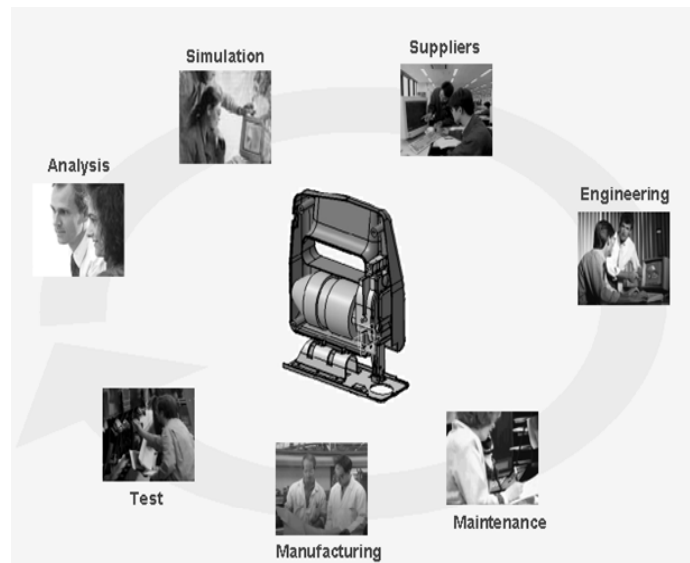 Suppliers
Simulation
Analysis
Engineering
Test
Maintenance
Manufacturing